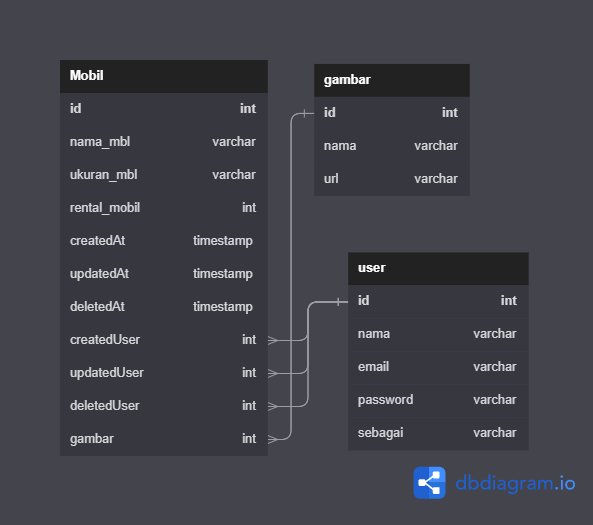 Mobil
id int
nama_mbl varchar
ukuran_mbl varchar
rental_mobil int
createdAt timestamp
updatedAt timestamp
deletedAt timestamp
createdUser int
updatedUser int
deletedUser int
gambar int
gambar
id int
nama varchar
url varchar
user
id int
nama varchar
email varchar
password varchar
sebagai varchar
dbdiagram.io